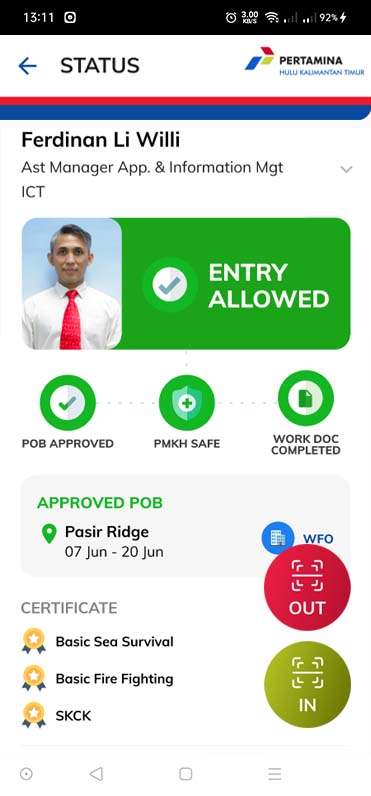 13:11
3.00
KB/S
92%
STATUS
PERTAMINA
HULU KALIMANTAN TIMUR
Ferdinan Li Willi
Ast Manager App. & Information Mgt
ICT
ENTRY
ALLOWED
POB APPROVED
PMKH SAFE
WORK DOC
COMPLETED
APPROVED POB
Pasir Ridge
07 Jun - 20 Jun
WFO
OUT
CERTIFICATE
Basic Sea Survival
Basic Fire Fighting
SKCK
IN